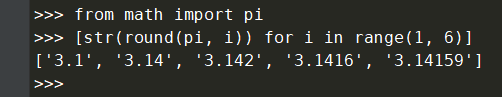 >>> from math import pi
>>> [str(round(pi, i)) for i in range(1, 6)]
['3.1', '3.14', '3.142', '3.1416', '3.14159']
>>>